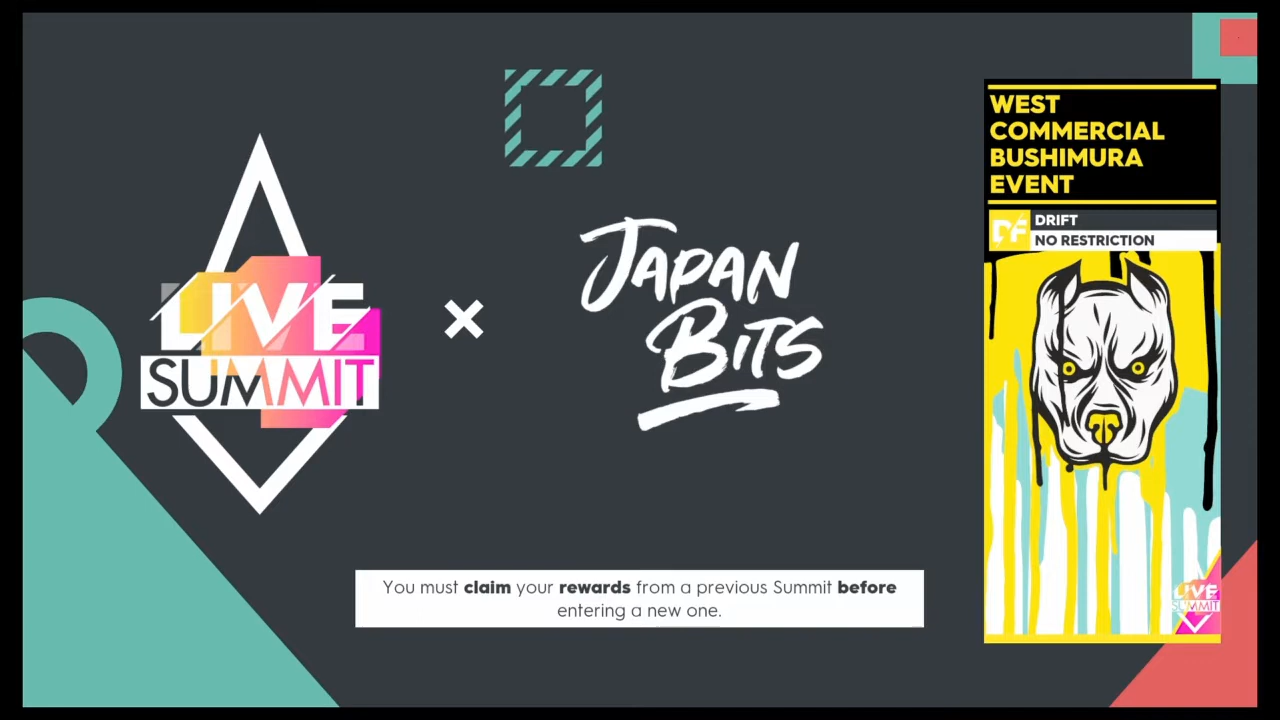 LIVE
SUMMIT
×
JAPAN
BITS
WEST
COMMERCIAL
BUSHIMURA
EVENT
DF
DRIFT
NO RESTRICTION
LIVE
SUMMIT
You must claim your rewards from a previous Summit before
entering a new one.